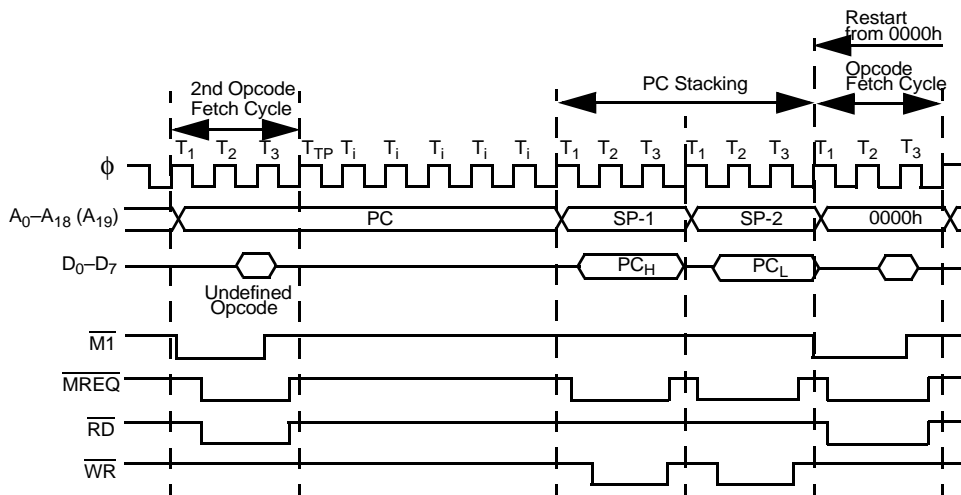 Restart
from 0000h
2nd Opcode
Fetch Cycle
PC Stacking
Opcode
Fetch Cycle
T1 T2 T3 TTP Ti Ti Ti Ti Ti T1 T2 T3 T1 T2 T3 T1 T2 T3
ϕ
A0–A18 (A19) PC SP-1 SP-2 0000h
D0–D7 PCH PCL
Undefined
Opcode
M1
MREQ
RD
WR